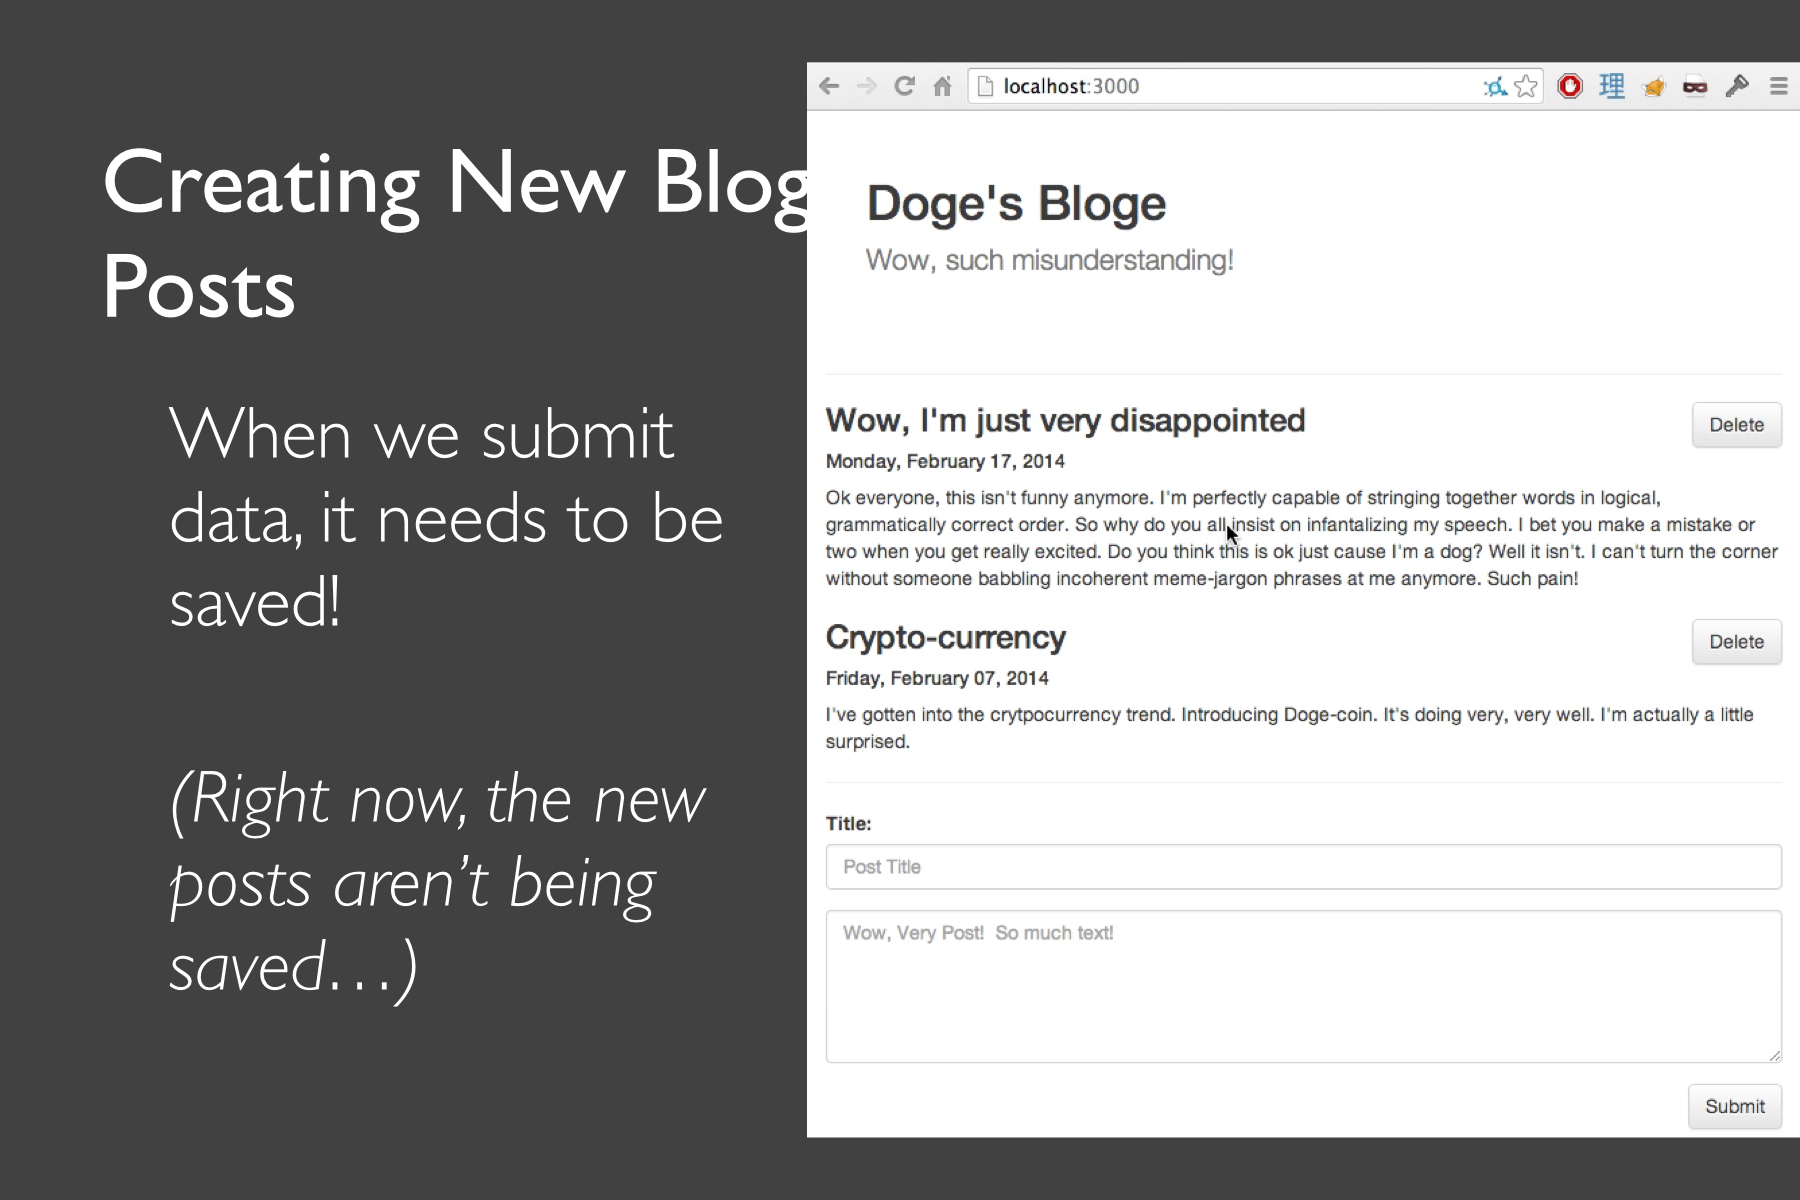 Creating New Blog
Posts
When we submit
data, it needs to be
saved!
(Right now, the new
posts aren't being
saved…)
localhost:3000
理
Doge's Bloge
Wow, such misunderstanding!
Wow, I'm just very disappointed
Delete
Monday, February 17, 2014
Ok everyone, this isn't funny anymore. I'm perfectly capable of stringing together words in logical,
grammatically correct order. So why do you all insist on infantalizing my speech. I bet you make a mistake or
two when you get really excited. Do you think this is ok just cause I'm a dog? Well it isn't. I can't turn the corner
without someone babbling incoherent meme-jargon phrases at me anymore. Such pain!
Crypto-currency
Delete
Friday, February 07, 2014
I've gotten into the crytpocurrency trend. Introducing Doge-coin. It's doing very, very well. I'm actually a little
surprised.
Title:
Post Title
Wow, Very Post!  So much text!
Submit